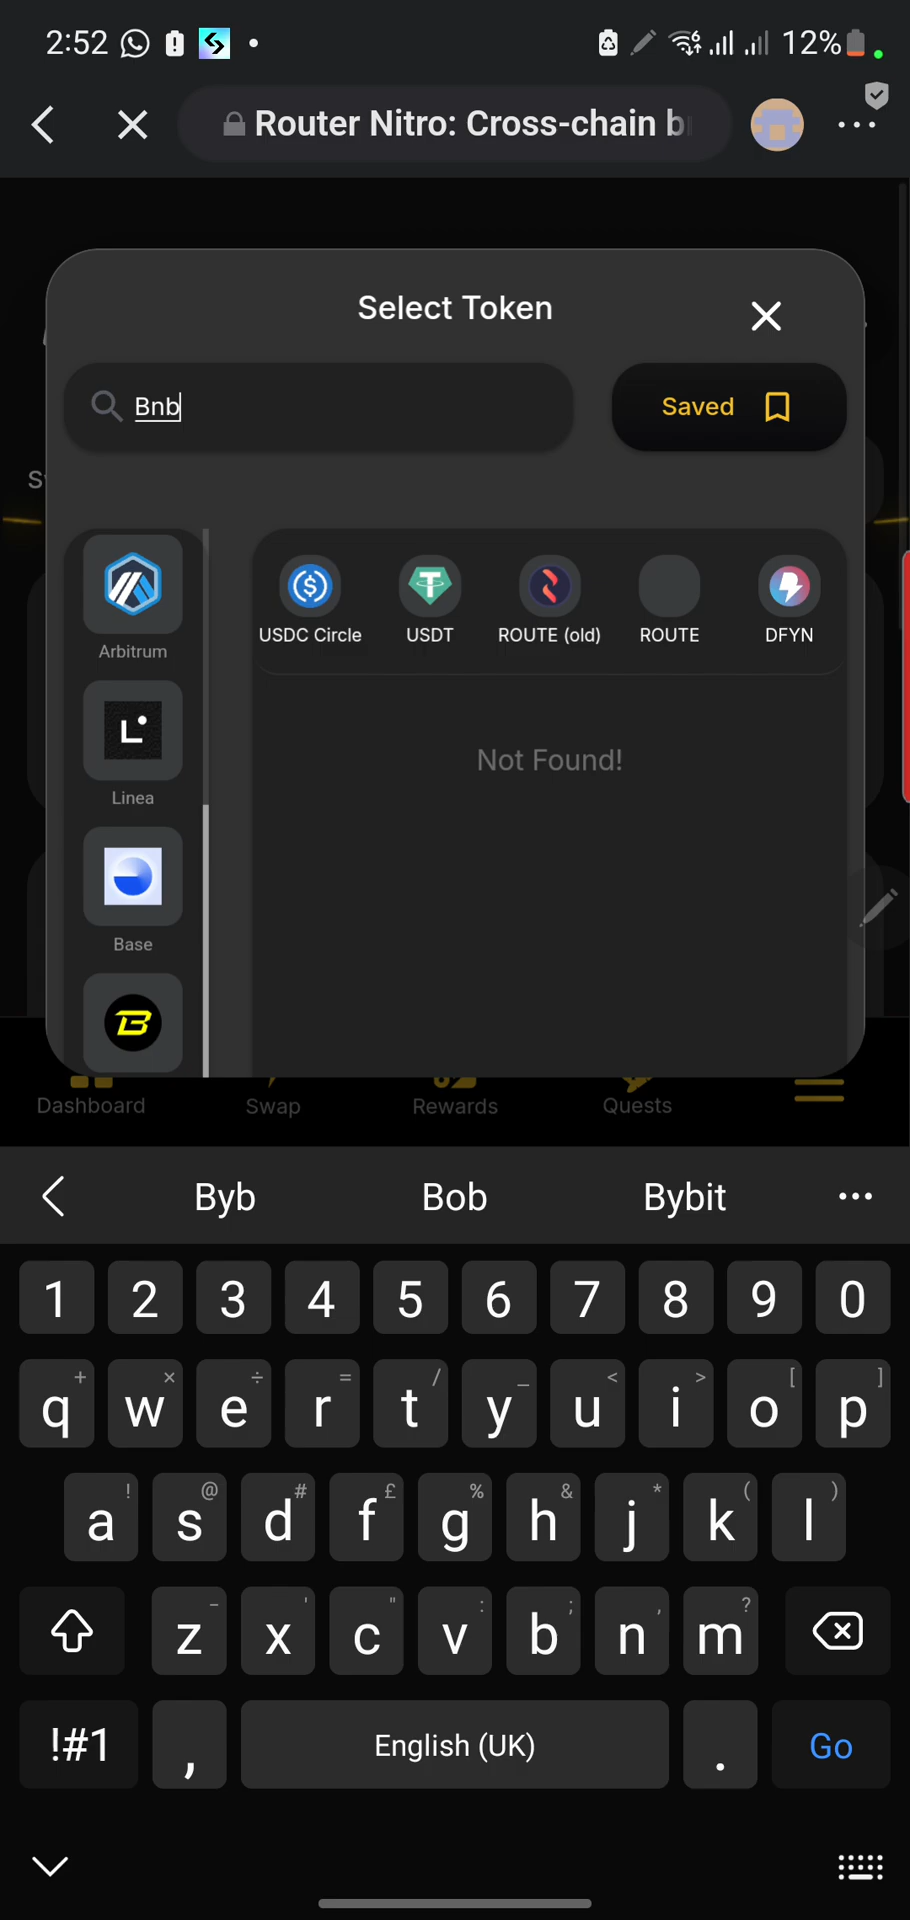 2:52
12%
Router Nitro: Cross-chain b
Select Token
Bnb
Saved
Arbitrum
Linea
Base
USDC Circle
USDT
ROUTE (old)
ROUTE
DFYN
Not Found!
Dashboard
Swap
Rewards
Quests
Byb
Bob
Bybit
1 2 3 4 5 6 7 8 9 0
+ × ÷ = / _ < > [ ]
q w e r t y u i o p
! @ # £ % & * ( )
a s d f g h j k l
- ' " : ; , ?
z x c v b n m
!#1 , English (UK) . Go